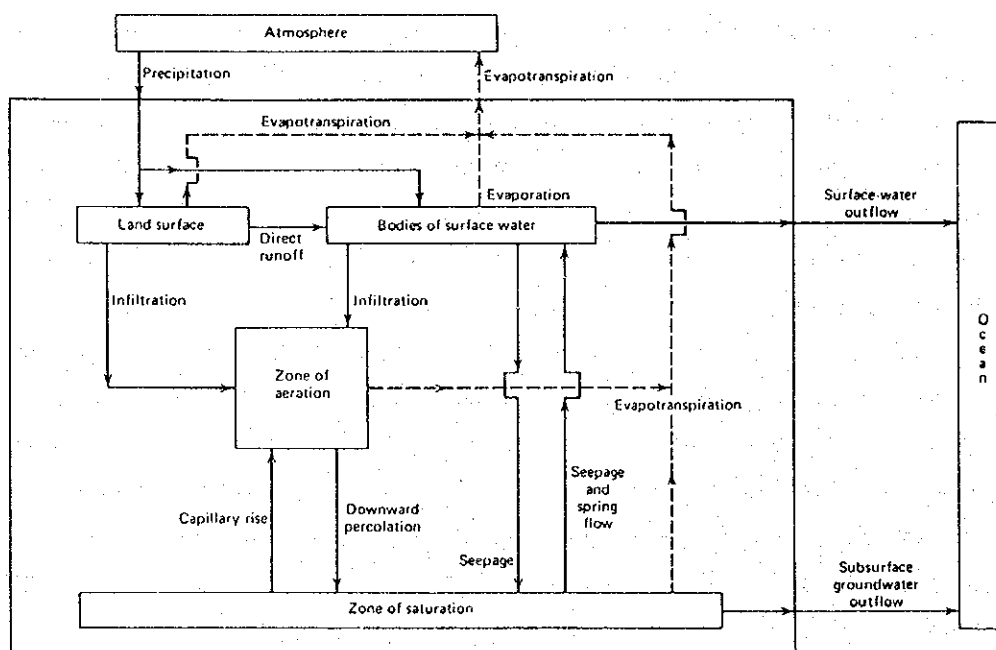 Atmosphere
Precipitation
Evapotranspiration
Evapotranspiration
Evaporation
Surface-water
outflow
Land surface
Direct
runoff
Bodies of surface water
Infiltration
Infiltration
Ocean
Zone of
aeration
Evapotranspiration
Seepage
and
spring
flow
Capillary rise
Downward
percolation
Seepage
Subsurface
groundwater
outflow
Zone of saturation